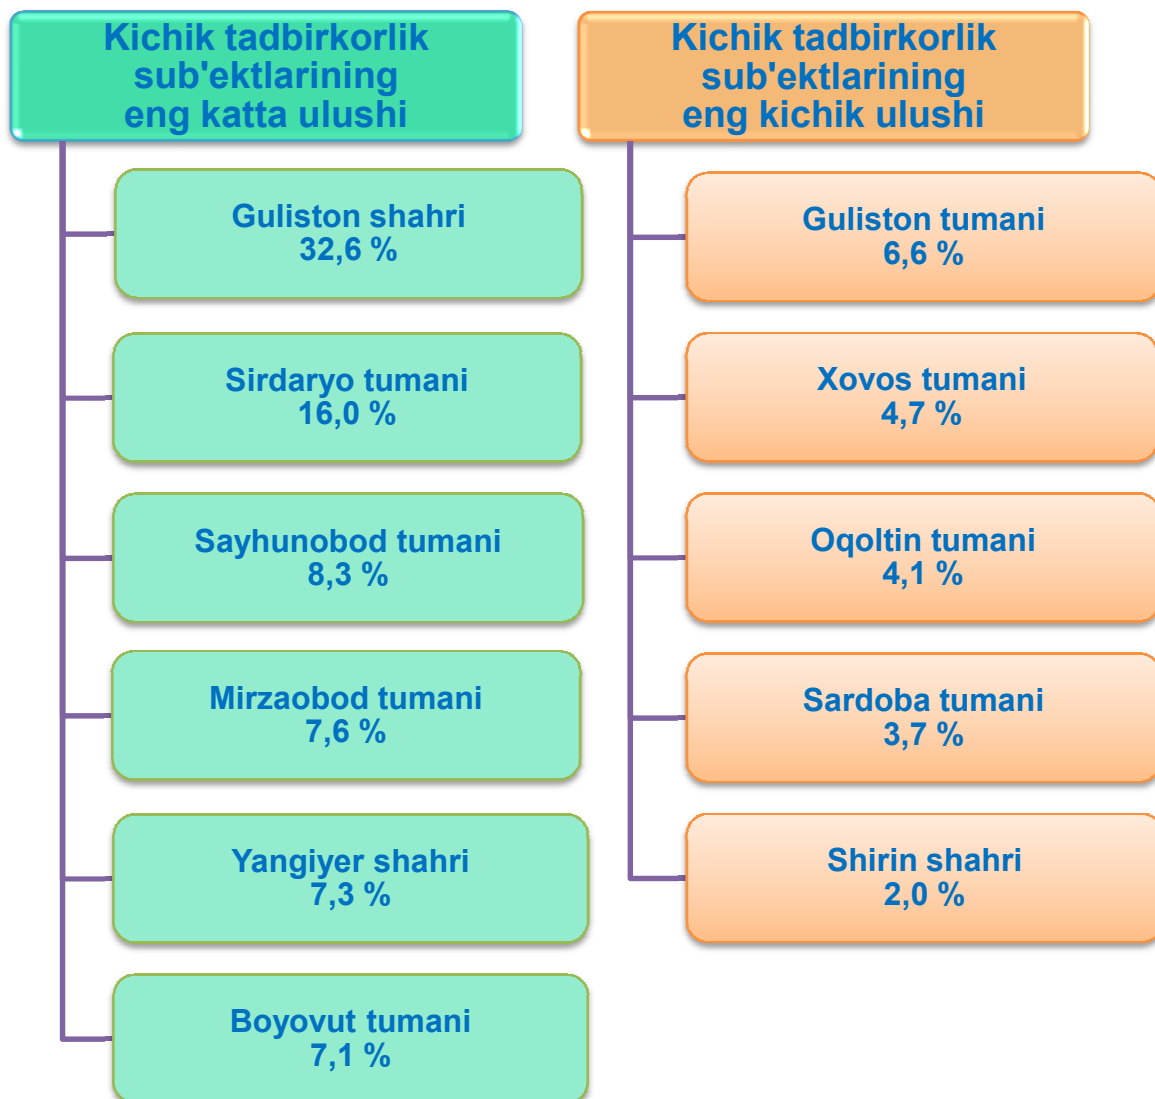 Kichik tadbirkorlik
sub'ektlarining
eng katta ulushi
Guliston shahri
32,6 %
Sirdaryo tumani
16,0 %
Sayhunobod tumani
8,3 %
Mirzaobod tumani
7,6 %
Yangiyer shahri
7,3 %
Boyovut tumani
7,1 %
Kichik tadbirkorlik
sub'ektlarining
eng kichik ulushi
Guliston tumani
6,6 %
Xovos tumani
4,7 %
Oqoltin tumani
4,1 %
Sardoba tumani
3,7 %
Shirin shahri
2,0 %